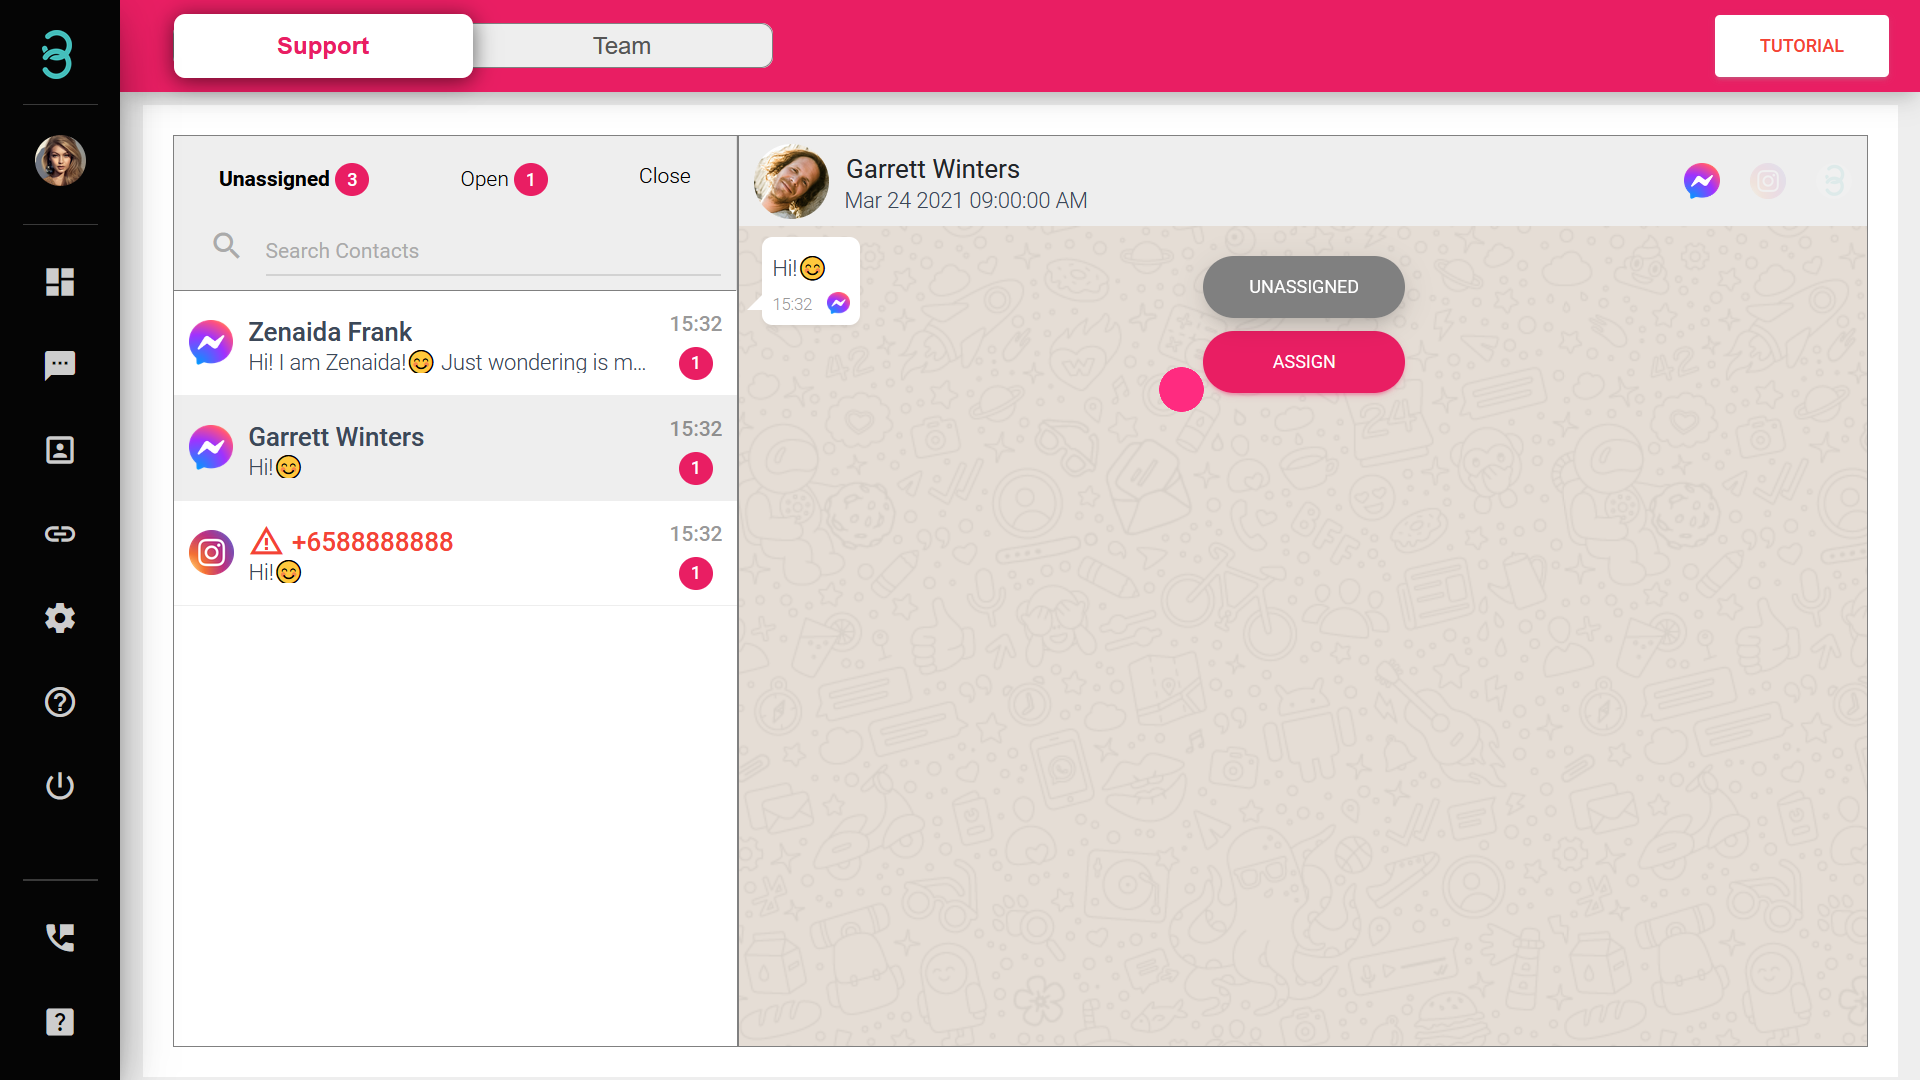 Support
Team
TUTORIAL
Unassigned 3
Open 1
Close
Search Contacts
Zenaida Frank
15:32
Hi! I am Zenaida!😊 Just wondering is m...
1
Garrett Winters
15:32
Hi!😊
1
+6588888888
15:32
Hi!😊
1
Garrett Winters
Mar 24 2021 09:00:00 AM
Hi!😊
15:32
UNASSIGNED
ASSIGN